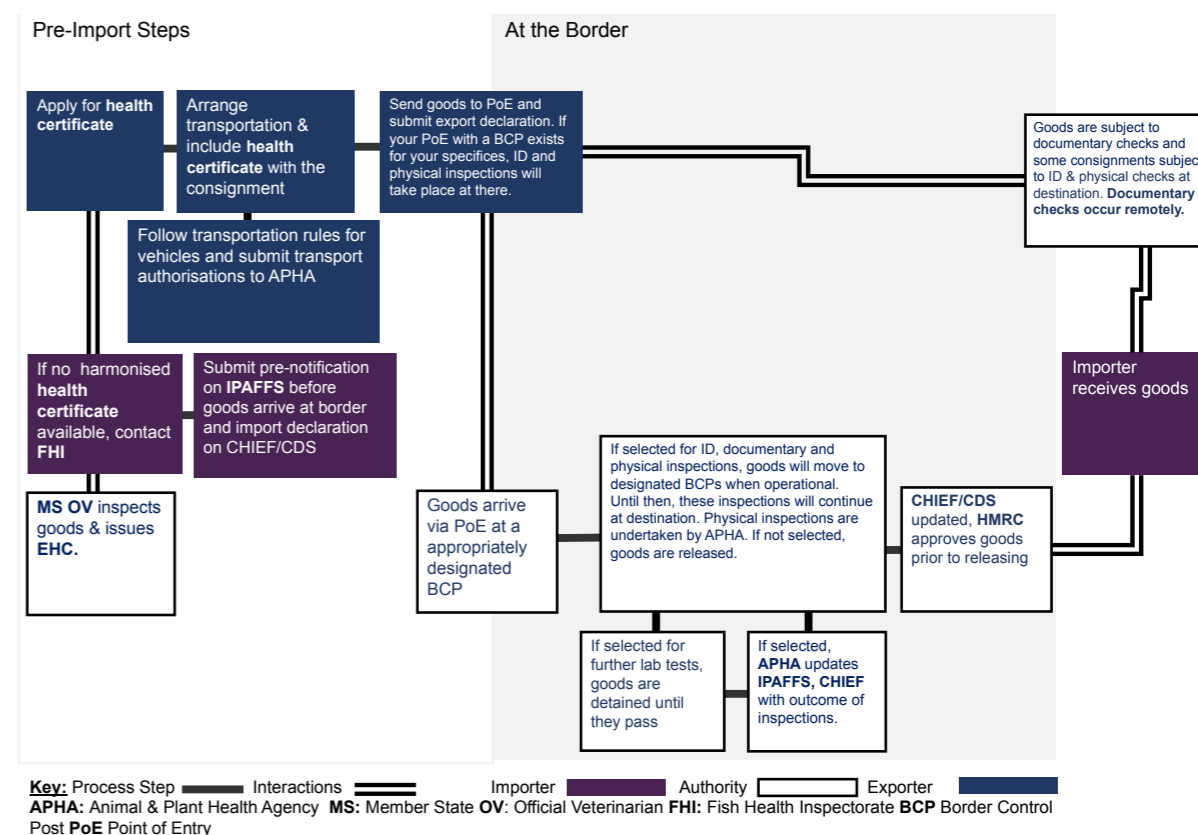 Pre-Import Steps
At the Border
Apply for health
certificate
Arrange
transportation &
include health
certificate with the
consignment
Send goods to PoE and
submit export declaration. If
your PoE with a BCP exists
for your specifices, ID and
physical inspections will
take place at there.
Goods are subject to
documentary checks and
some consignments subject
to ID & physical checks at
destination. Documentary
checks occur remotely.
Follow transportation rules for
vehicles and submit transport
authorisations to APHA
If no harmonised
health
certificate
available, contact
FHI
Submit pre-notification
on IPAFFS before
goods arrive at border
and import declaration
on CHIEF/CDS
Importer
receives goods
MS OV inspects
goods & issues
EHC.
Goods arrive
via PoE at a
appropriately
designated
BCP
If selected for ID, documentary and
physical inspections, goods will move to
designated BCPs when operational.
Until then, these inspections will continue
at destination. Physical inspections are
undertaken by APHA. If not selected,
goods are released.
CHIEF/CDS
updated, HMRC
approves goods
prior to releasing
If selected for
further lab tests,
goods are
detained until
they pass
If selected,
APHA updates
IPAFFS, CHIEF
with outcome of
inspections.
Key: Process Step Interactions Importer Authority Exporter
APHA: Animal & Plant Health Agency MS: Member State OV: Official Veterinarian FHI: Fish Health Inspectorate BCP Border Control
Post PoE Point of Entry